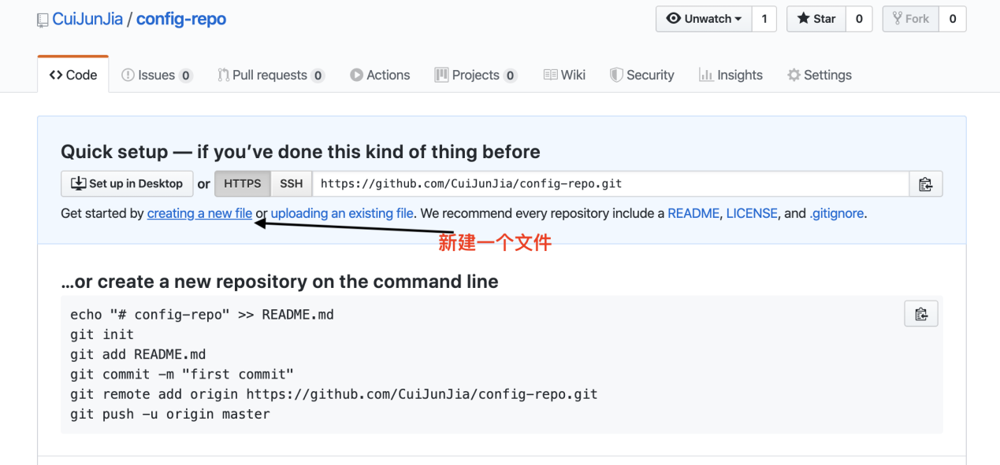 CuiJunJia / config-repo
Unwatch 1 Star 0 Fork 0
Code Issues 0 Pull requests 0 Actions Projects 0 Wiki Security Insights Settings
Quick setup — if you’ve done this kind of thing before
Set up in Desktop or HTTPS SSH https://github.com/CuiJunJia/config-repo.git
Get started by creating a new file or uploading an existing file. We recommend every repository include a README, LICENSE, and .gitignore.
新建一个文件
…or create a new repository on the command line
echo "# config-repo" >> README.md
git init
git add README.md
git commit -m "first commit"
git remote add origin https://github.com/CuiJunJia/config-repo.git
git push -u origin master